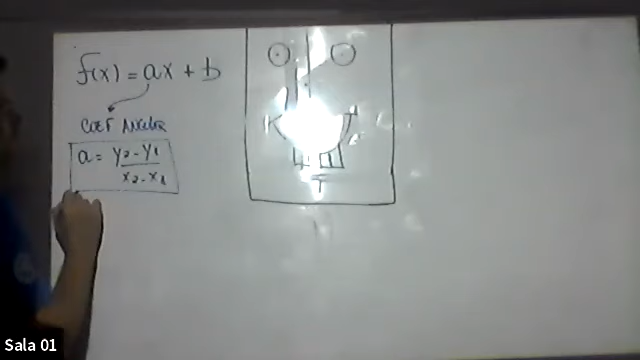 f(x) = ax + b
COEF ANGULAR
a = y₂ - y₁ / x₂ - x₁
K
T
Sala 01